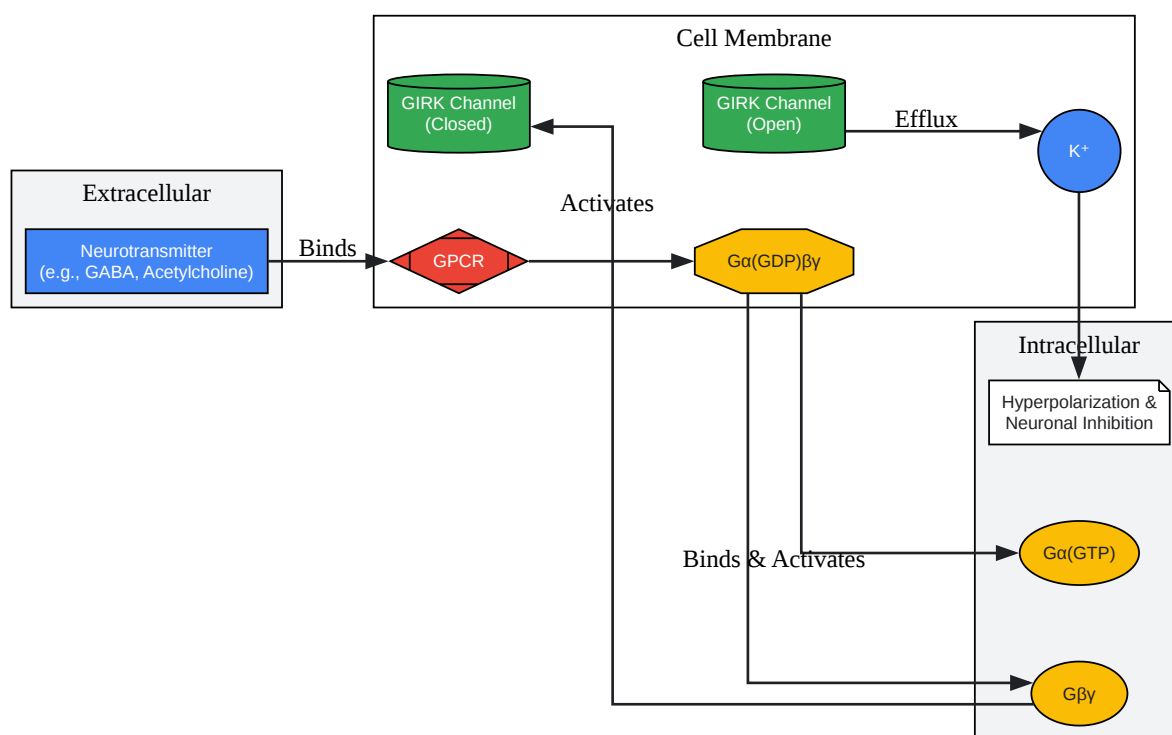 Cell Membrane
GIRK Channel
(Closed)
GIRK Channel
(Open)
Efflux
K⁺
Extracellular
Neurotransmitter
(e.g., GABA, Acetylcholine)
Binds
Activates
GPCR
Gα(GDP)βγ
Intracellular
Hyperpolarization &
Neuronal Inhibition
Binds & Activates
Gα(GTP)
Gβγ